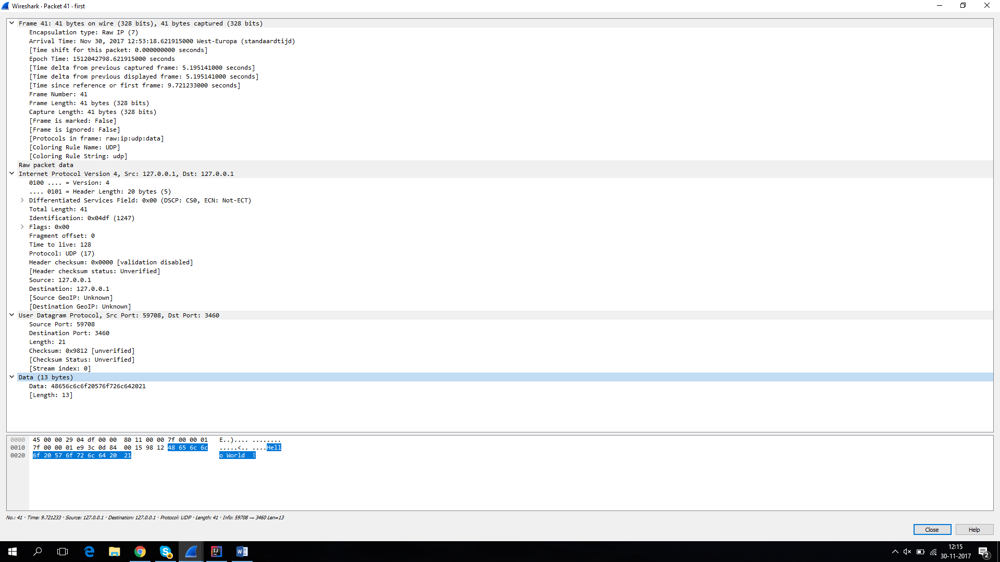 Wireshark · Packet 41 · first
Frame 41: 41 bytes on wire (328 bits), 41 bytes captured (328 bits)
Encapsulation type: Raw IP (7)
Arrival Time: Nov 30, 2017 12:53:18.621915000 West-Europa (standaardtijd)
[Time shift for this packet: 0.000000000 seconds]
Epoch Time: 1512042798.621915000 seconds
[Time delta from previous captured frame: 5.195141000 seconds]
[Time delta from previous displayed frame: 5.195141000 seconds]
[Time since reference or first frame: 9.721233000 seconds]
Frame Number: 41
Frame Length: 41 bytes (328 bits)
Capture Length: 41 bytes (328 bits)
[Frame is marked: False]
[Frame is ignored: False]
[Protocols in frame: raw:ip:udp:data]
[Coloring Rule Name: UDP]
[Coloring Rule String: udp]
Raw packet data
Internet Protocol Version 4, Src: 127.0.0.1, Dst: 127.0.0.1
0100 .... = Version: 4
.... 0101 = Header Length: 20 bytes (5)
Differentiated Services Field: 0x00 (DSCP: CS0, ECN: Not-ECT)
Total Length: 41
Identification: 0x04df (1247)
Flags: 0x00
Fragment offset: 0
Time to live: 128
Protocol: UDP (17)
Header checksum: 0x0000 [validation disabled]
[Header checksum status: Unverified]
Source: 127.0.0.1
Destination: 127.0.0.1
[Source GeoIP: Unknown]
[Destination GeoIP: Unknown]
User Datagram Protocol, Src Port: 59708, Dst Port: 3460
Source Port: 59708
Destination Port: 3460
Length: 21
Checksum: 0x9812 [unverified]
[Checksum Status: Unverified]
[Stream index: 0]
Data (13 bytes)
Data: 48656c6c6f20576f726c642021
[Length: 13]
0000 45 00 00 29 04 df 00 00 80 11 00 00 7f 00 00 01 E..).... ........
0010 7f 00 00 01 e9 3c 0d 84 00 15 98 12 48 65 6c 6c .....<.. ....Hell
0020 6f 20 57 6f 72 6c 64 20 21 o World !
No.: 41 · Time: 9.721233 · Source: 127.0.0.1 · Destination: 127.0.0.1 · Protocol: UDP · Length: 41 · Info: 59708 → 3460 Len=13
Close Help
4 IJ W 12:15
30-11-2017 2